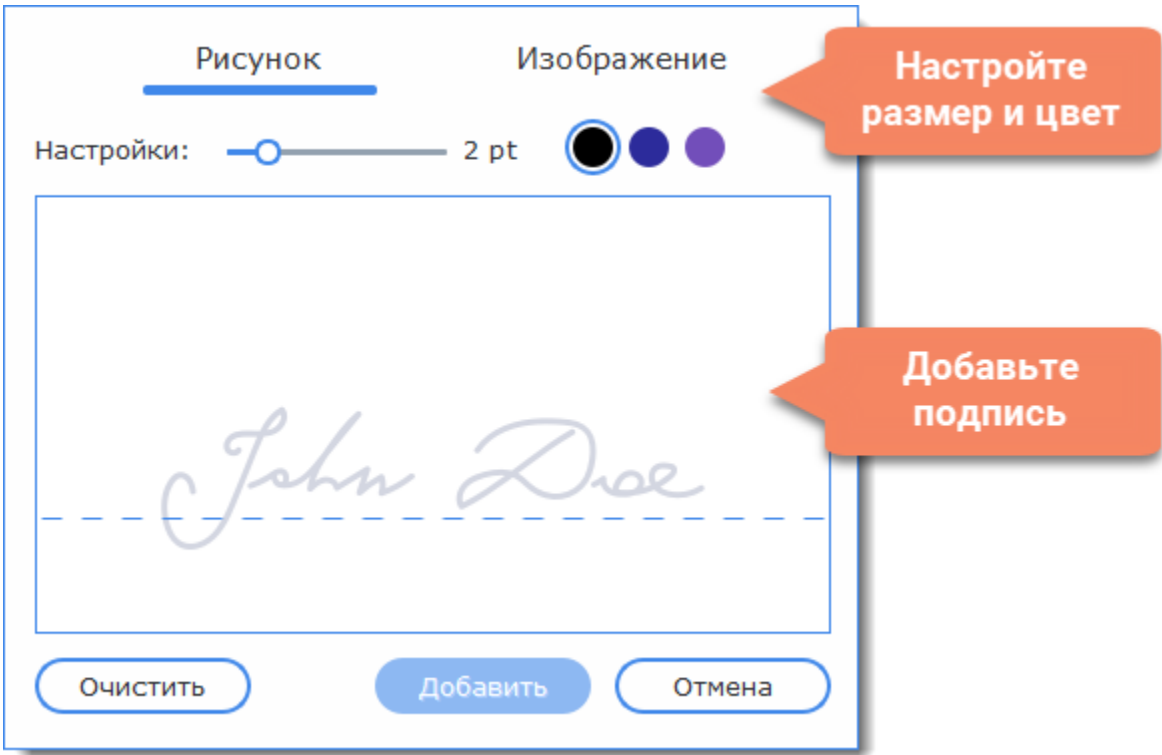 Рисунок Изображение
Настройте
размер и цвет
Настройки: 2 pt
Добавьте
подпись
John Doe
Очистить Добавить Отмена